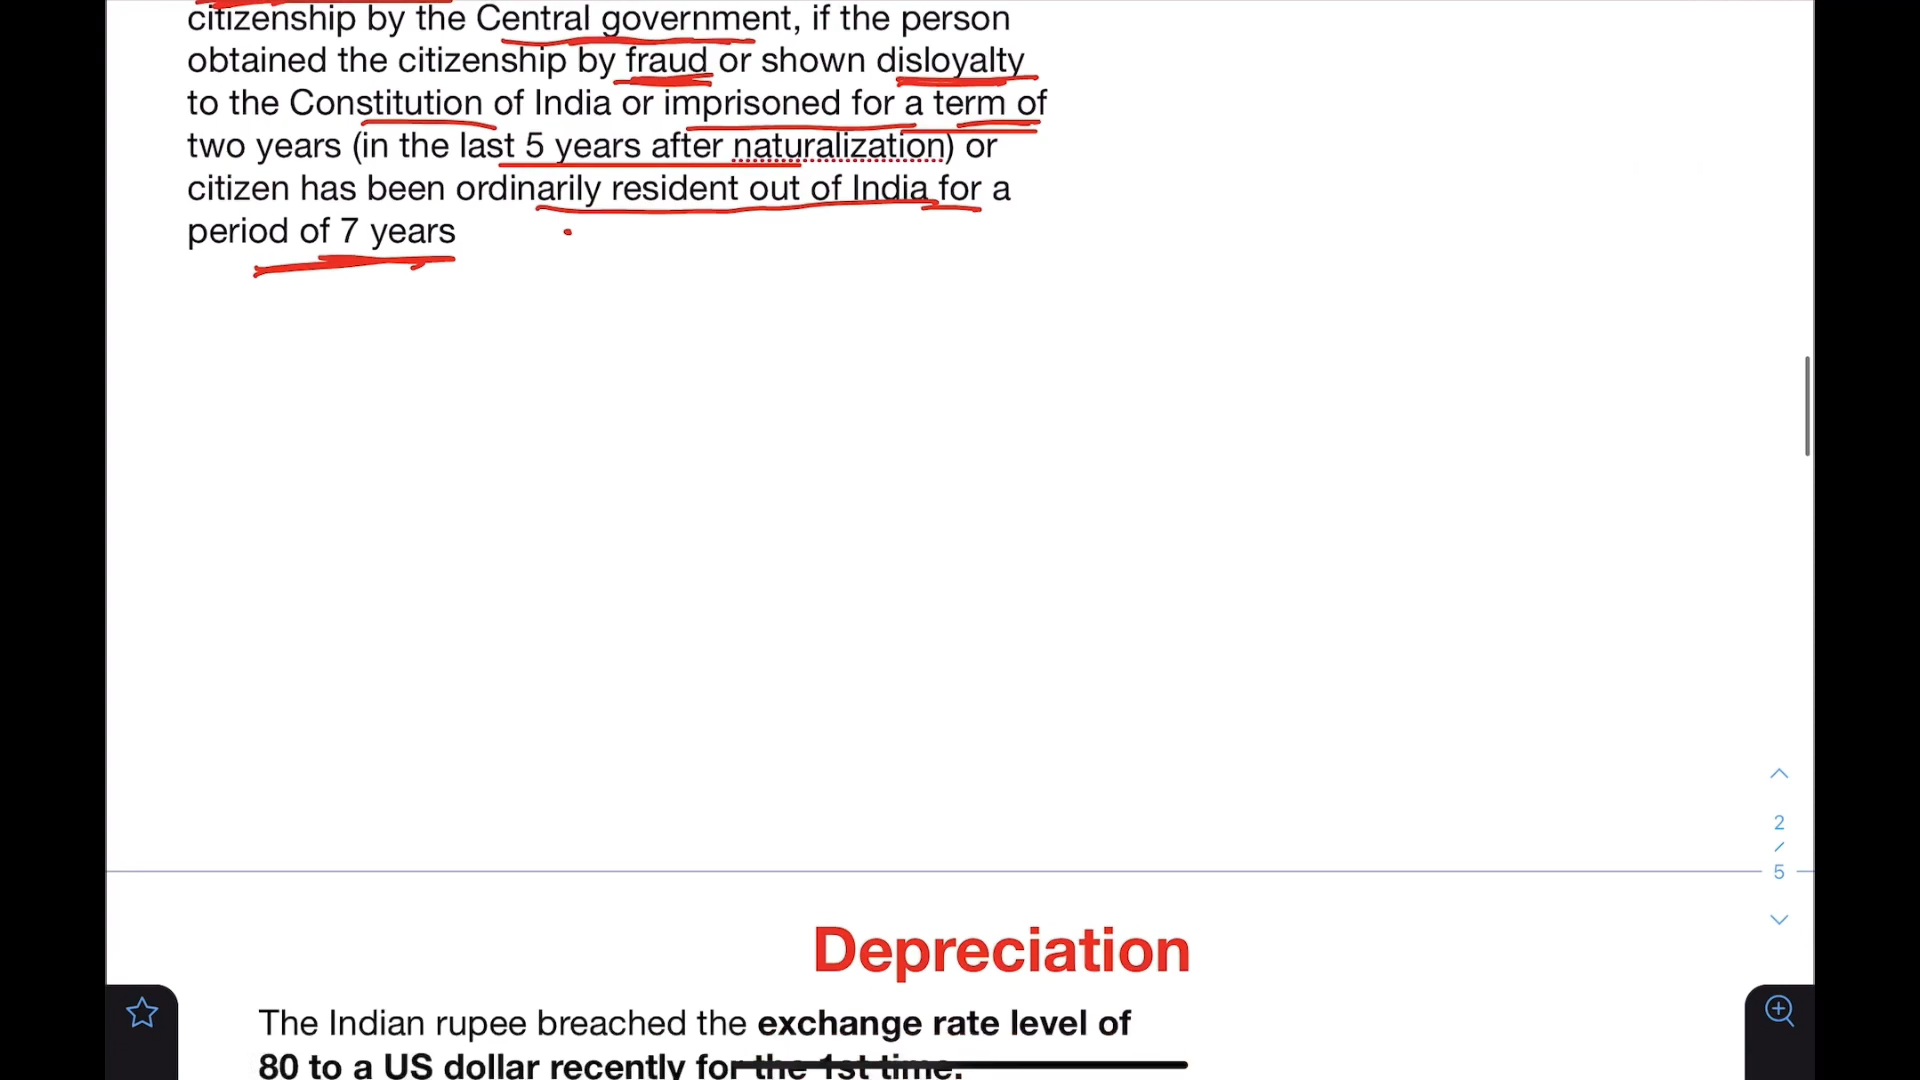 citizenship by the Central government, if the person
obtained the citizenship by fraud or shown disloyalty
to the Constitution of India or imprisoned for a term of
two years (in the last 5 years after naturalization) or
citizen has been ordinarily resident out of India for a
period of 7 years
2
/
5
Depreciation
The Indian rupee breached the exchange rate level of
80 to a US dollar recently for the 1st time.